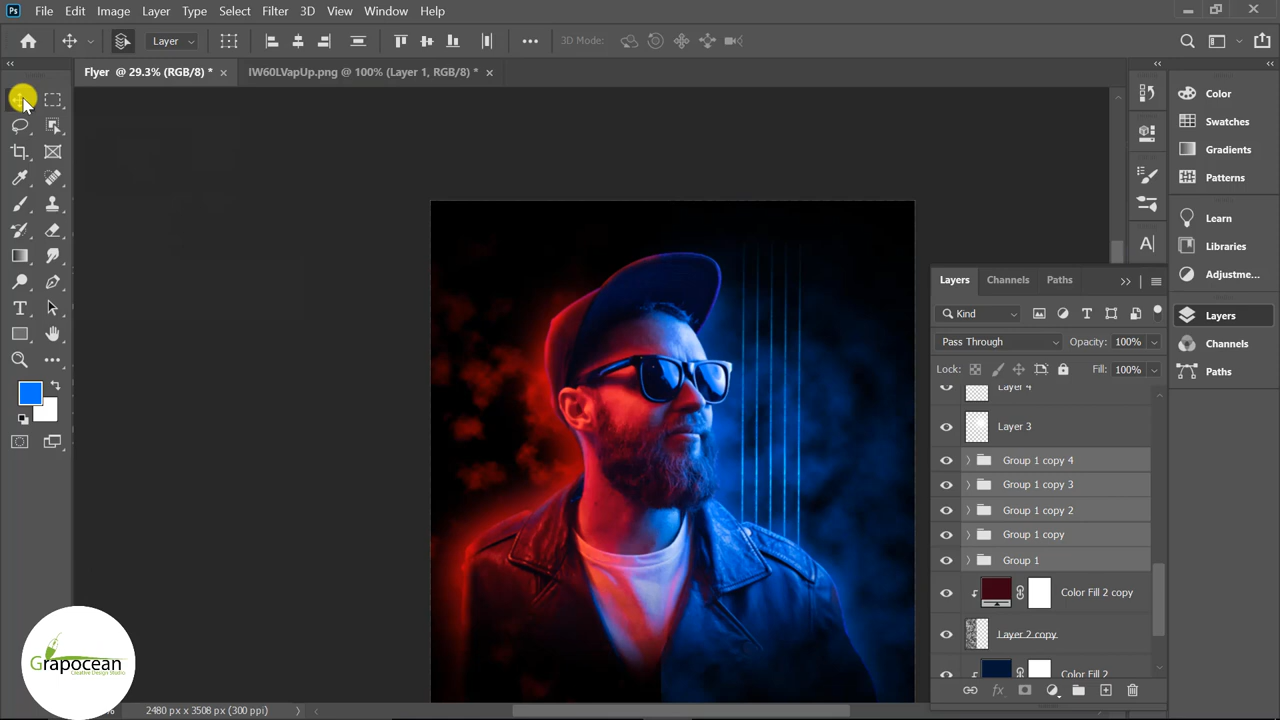 Ps File Edit Image Layer Type Select Filter 3D View Window Help
Layer 3D Mode:
Flyer @ 29.3% (RGB/8) * × IW60LVapUp.png @ 100% (Layer 1, RGB/8) * ×
Color
Swatches
Gradients
Patterns
Learn
Libraries
Adjustme...
Layers
Channels
Paths
Layers Channels Paths
Kind
Pass Through Opacity: 100%
Lock: Fill: 100%
Layer 4
Layer 3
Group 1 copy 4
Group 1 copy 3
Group 1 copy 2
Group 1 copy
Group 1
Color Fill 2 copy
Layer 2 copy
Color Fill 2
fx
2480 px x 3508 px (300 ppi)
Grapocean
Creative Design Studio